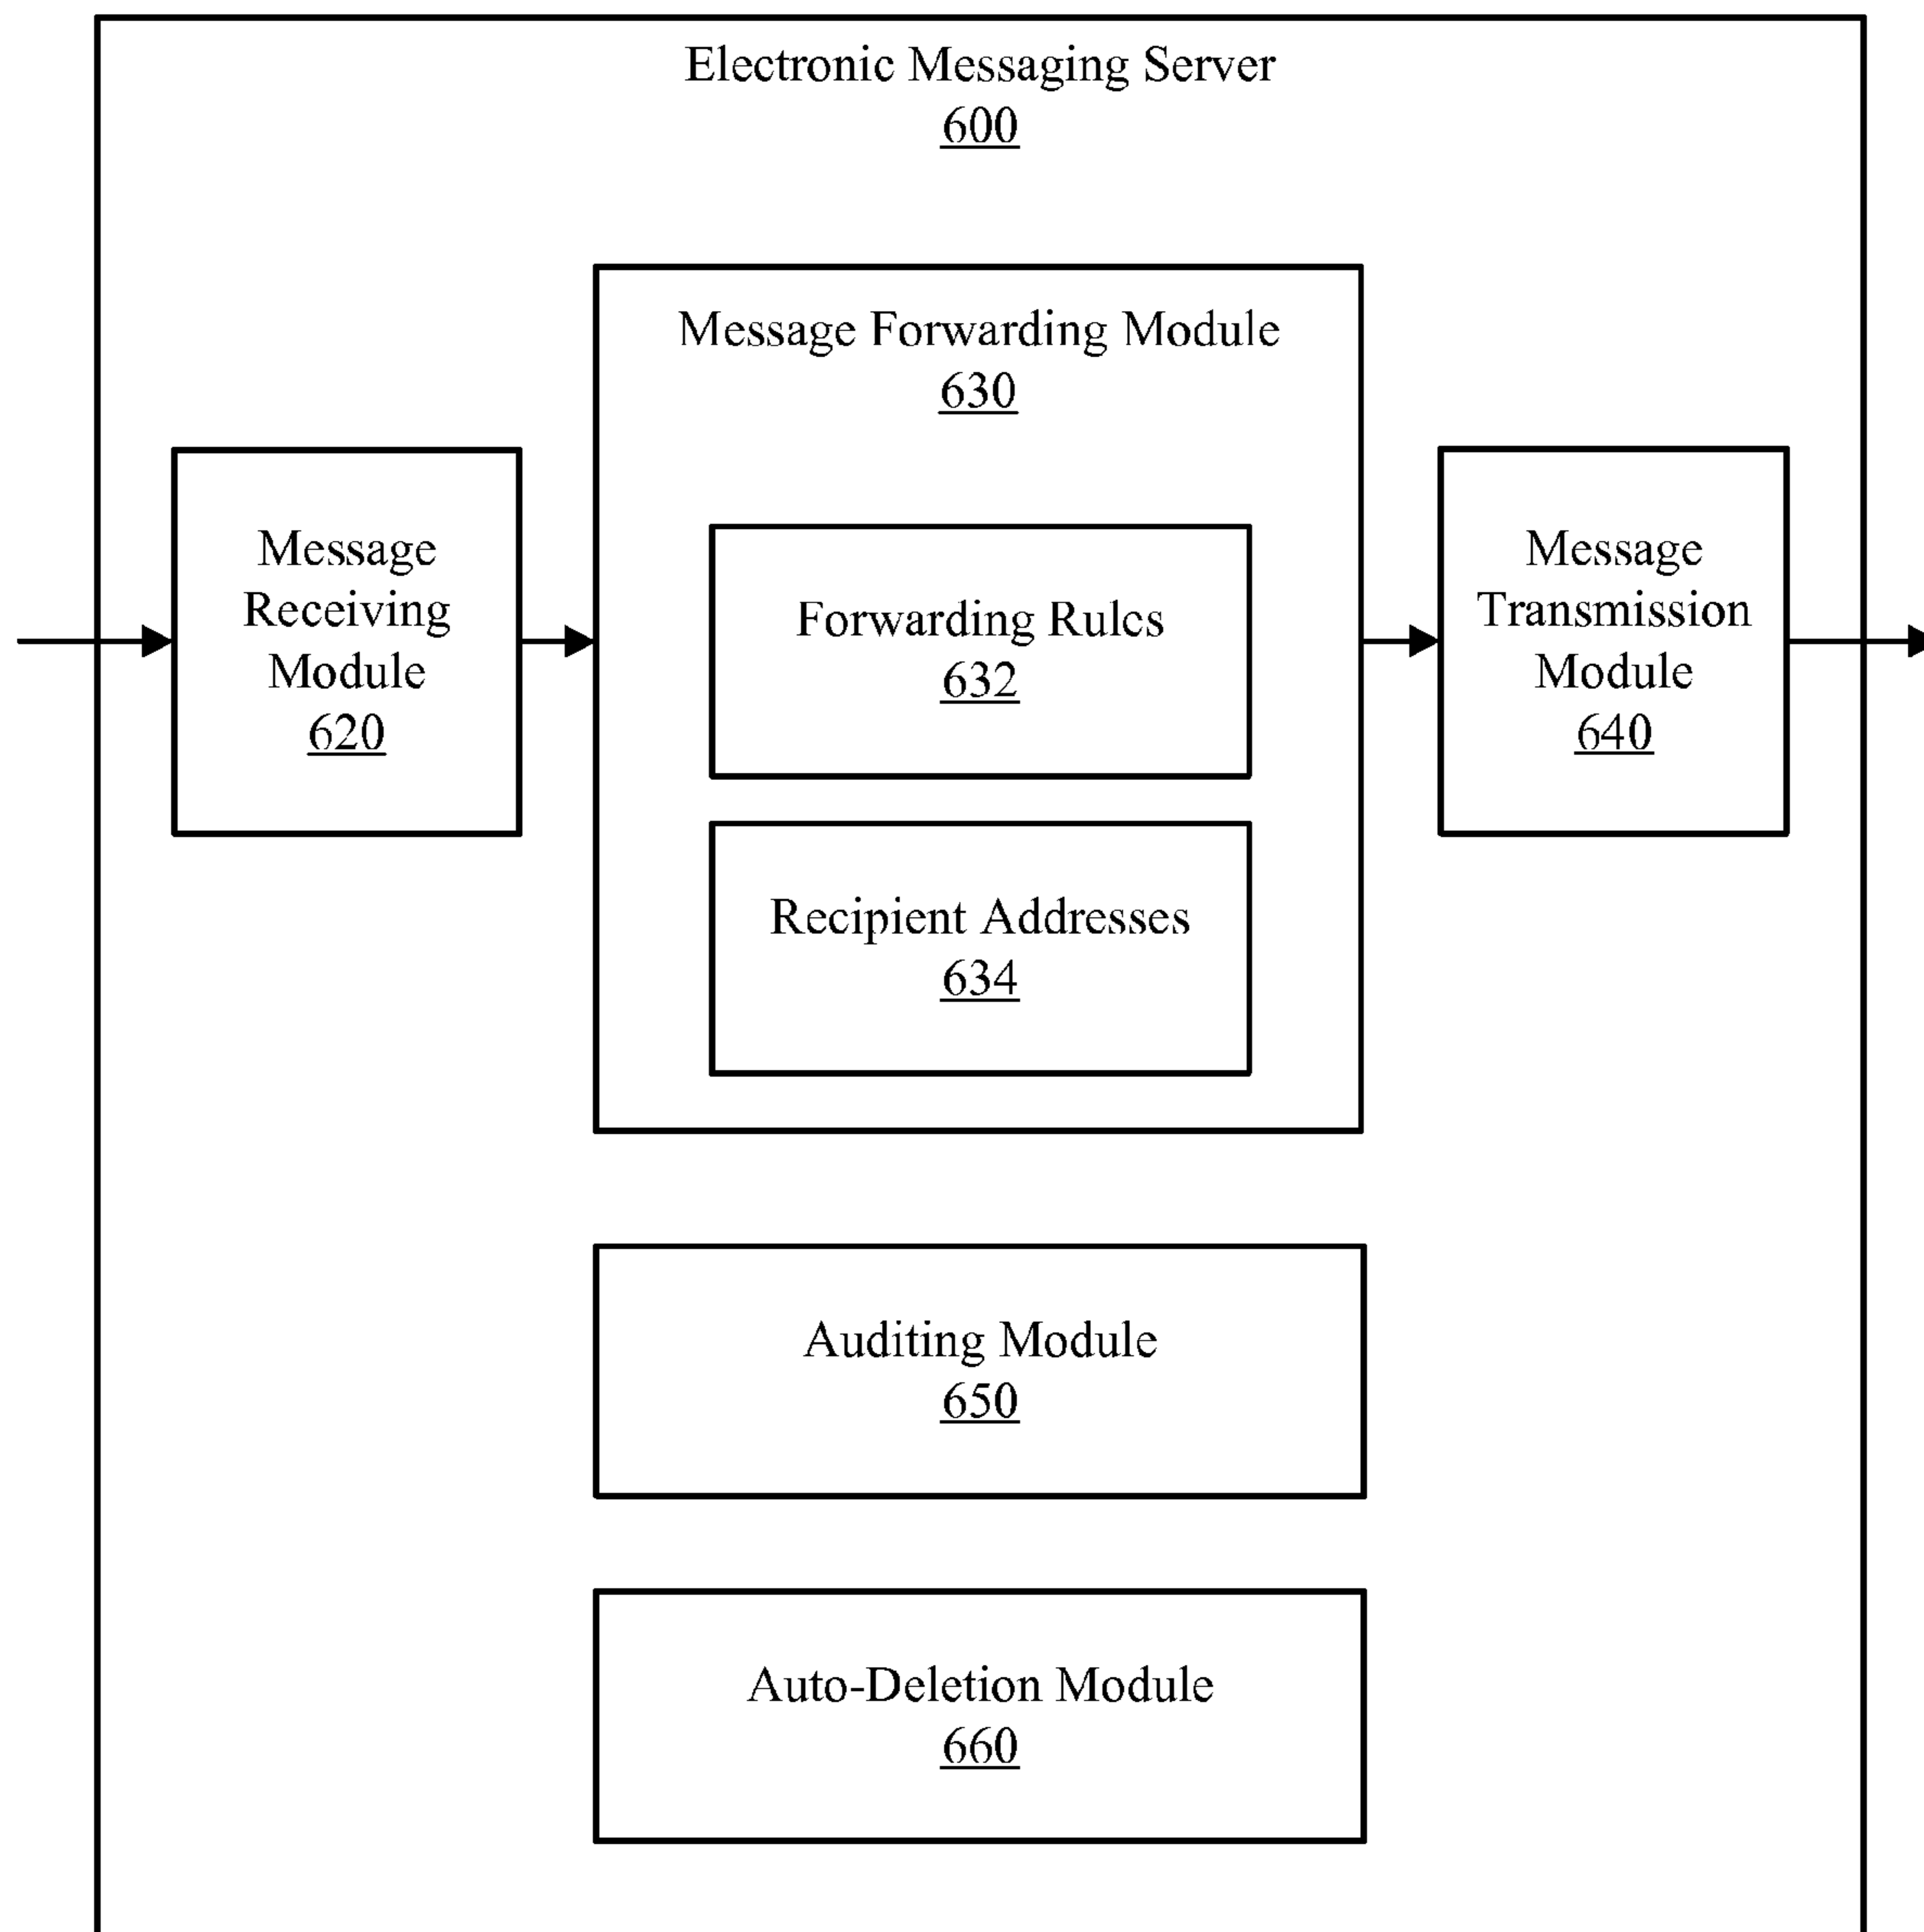 Electronic Messaging Server
600
Message Forwarding Module
630
Message
Receiving
Module
620
Forwarding Rules
632
Recipient Addresses
634
Message
Transmission
Module
640
Auditing Module
650
Auto-Deletion Module
660